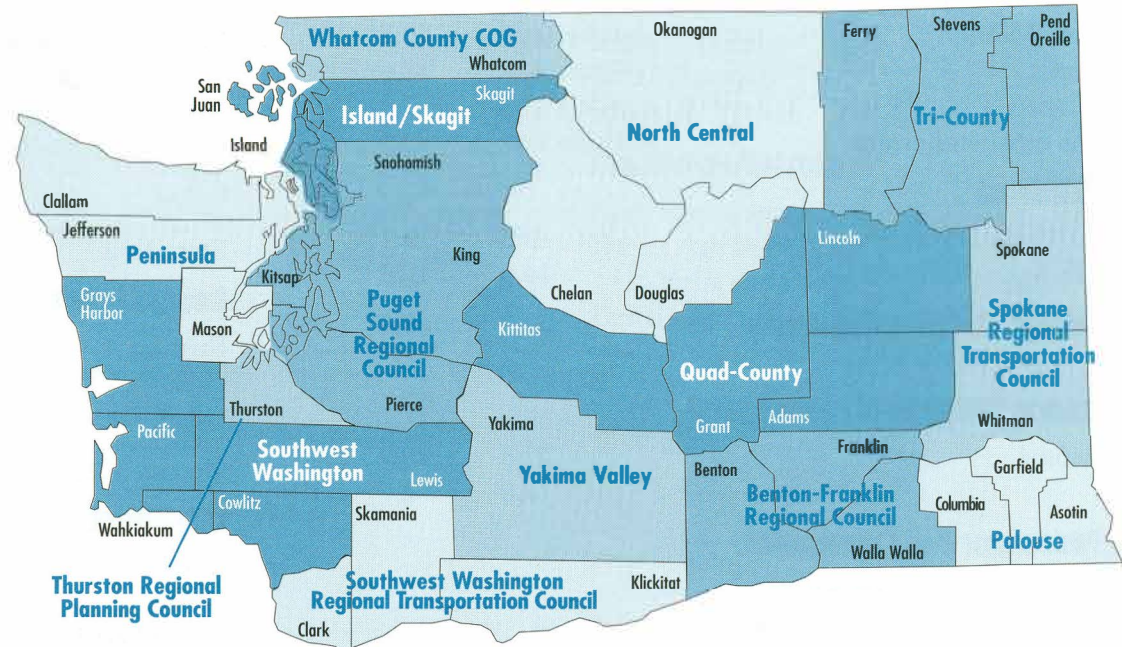 Whatcom County COG
Whatcom
Okanogan
Ferry
Stevens
Pend
Oreille
San
Juan
Skagit
Island/Skagit
Island
Snohomish
North Central
Tri-County
Clallam
Jefferson
Peninsula
Kitsap
King
Lincoln
Spokane
Grays
Harbor
Mason
Puget
Sound
Regional
Council
Chelan
Douglas
Kittitas
Quad-County
Spokane
Regional
Transportation
Council
Thurston
Pierce
Yakima
Grant
Adams
Whitman
Pacific
Southwest
Washington
Lewis
Yakima Valley
Benton
Franklin
Benton-Franklin
Regional Council
Garfield
Columbia
Asotin
Palouse
Cowlitz
Wahkiakum
Skamania
Walla Walla
Thurston Regional
Planning Council
Southwest Washington
Regional Transportation Council
Klickitat
Clark